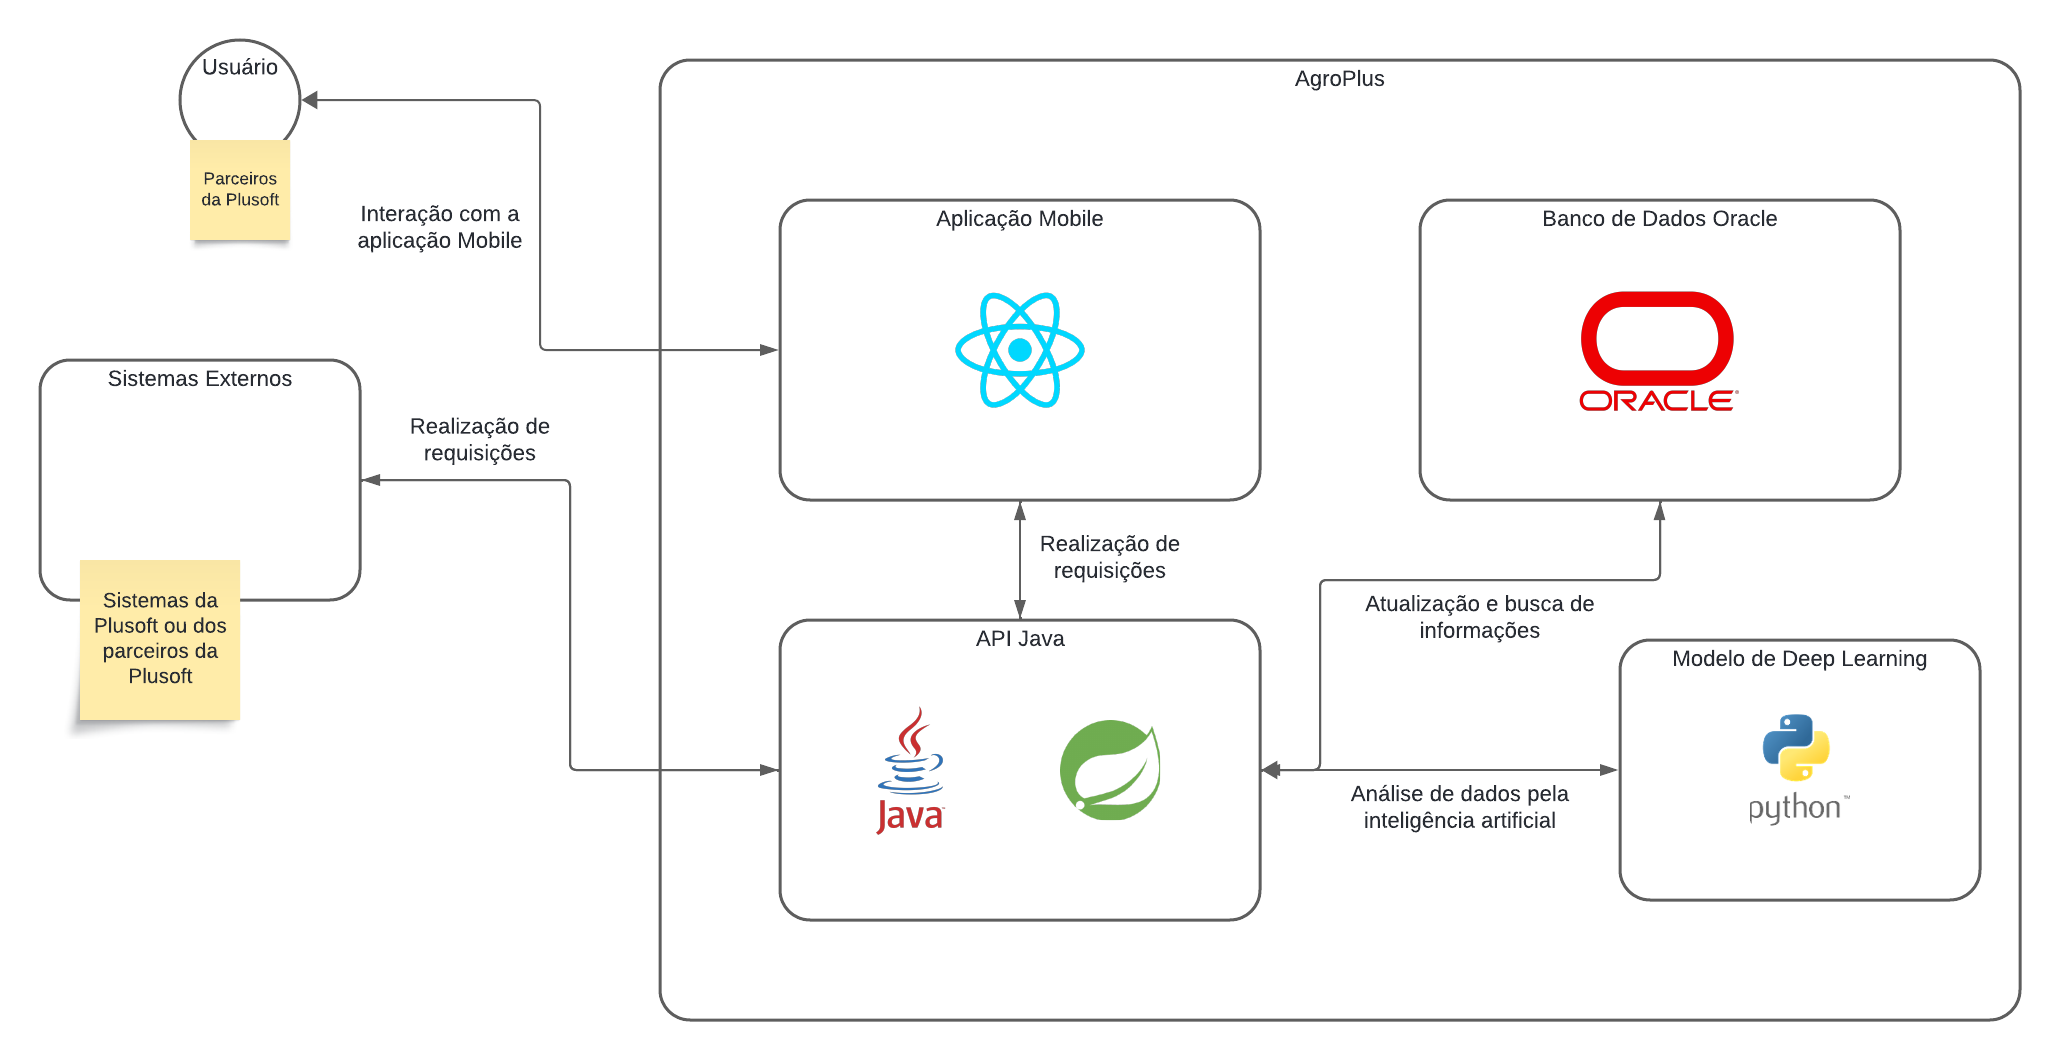 Usuário
Parceiros
da Plusoft
Interação com a
aplicação Mobile
Sistemas Externos
Sistemas da
Plusoft ou dos
parceiros da
Plusoft
Realização de
requisições
AgroPlus
Aplicação Mobile
Banco de Dados Oracle
ORACLE®
Realização de
requisições
API Java
Java™
Atualização e busca de
informações
Análise de dados pela
inteligência artificial
Modelo de Deep Learning
python™